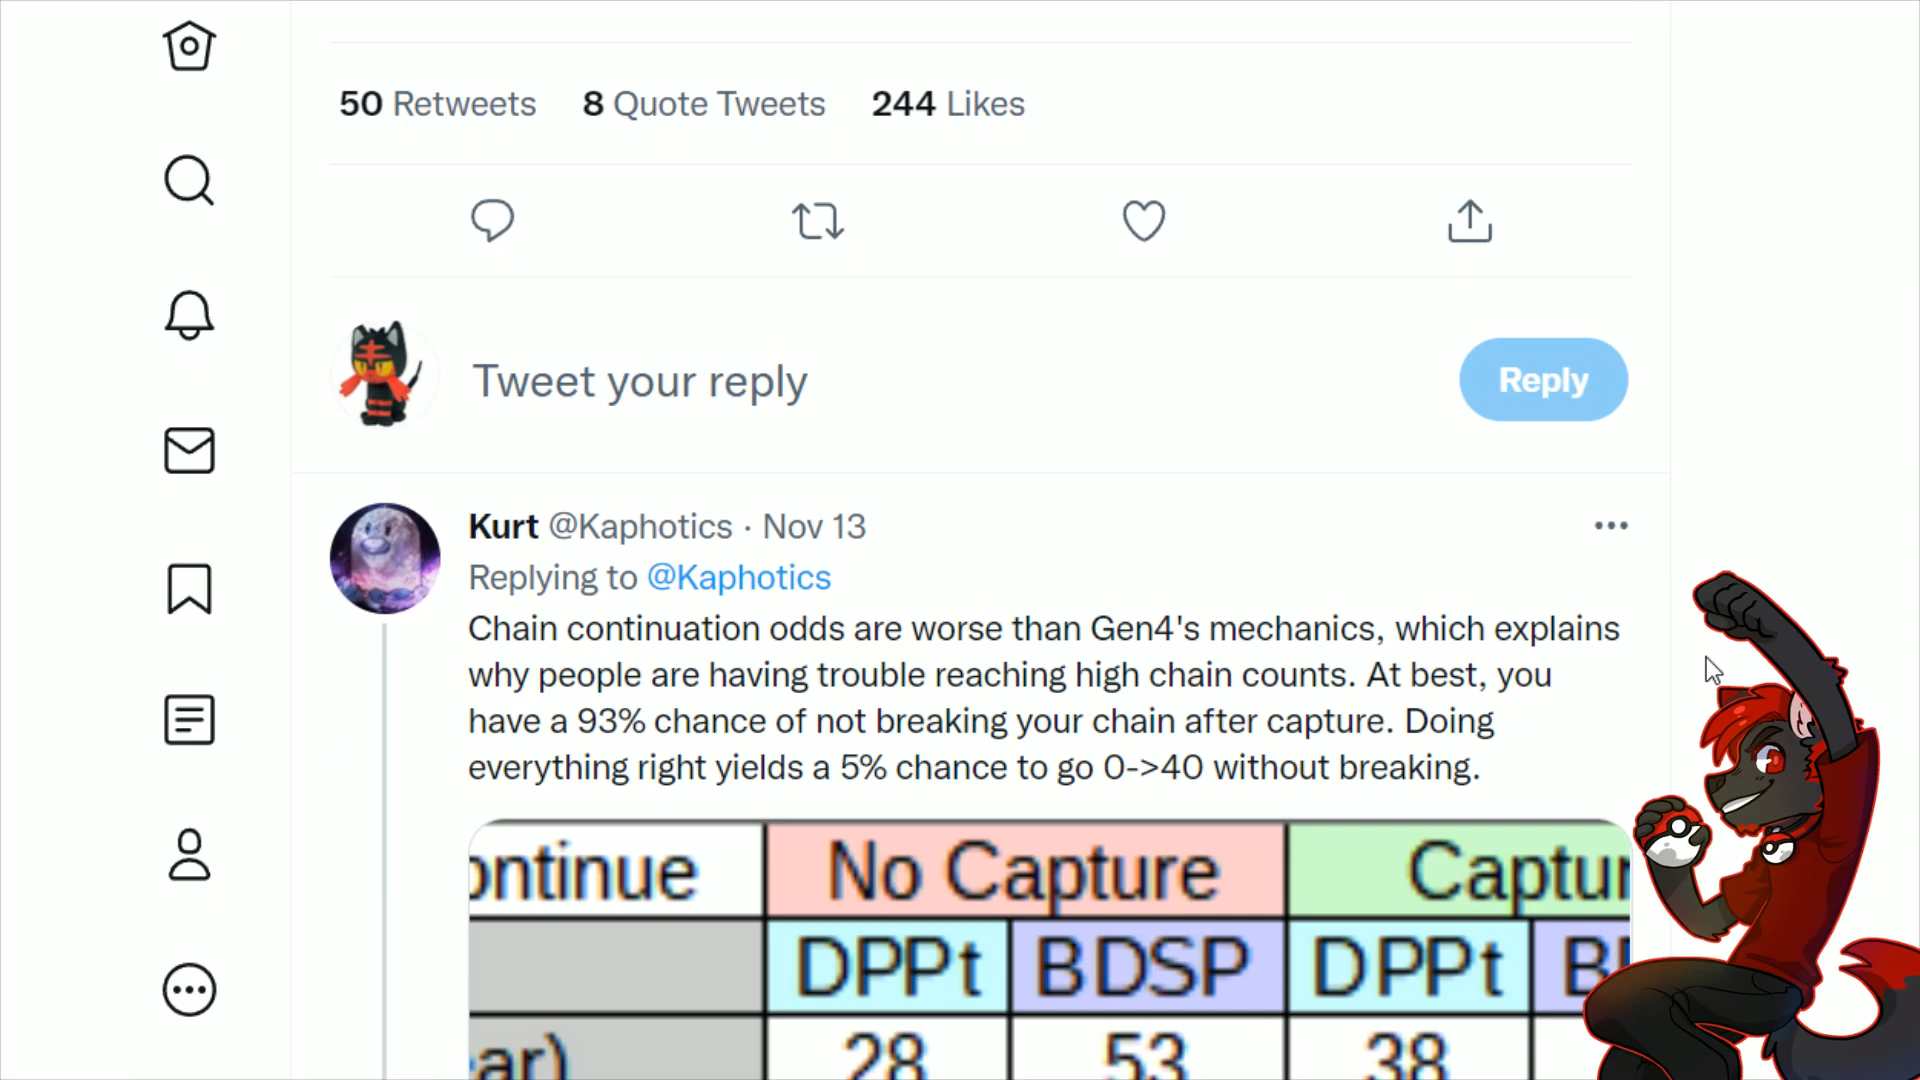 50 Retweets 8 Quote Tweets 244 Likes
Tweet your reply
Reply
Kurt @Kaphotics · Nov 13
Replying to @Kaphotics
Chain continuation odds are worse than Gen4's mechanics, which explains
why people are having trouble reaching high chain counts. At best, you
have a 93% chance of not breaking your chain after capture. Doing
everything right yields a 5% chance to go 0->40 without breaking.
ontinue No Capture Captur
DPPt BDSP DPPt B
ear) 28 53 38